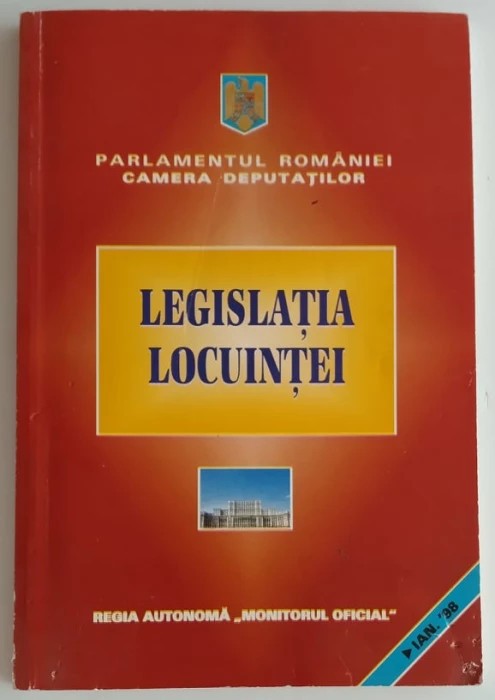 PARLAMENTUL ROMÂNIEI
CAMERA DEPUTAȚILOR
LEGISLAȚIA
LOCUINȚEI
REGIA AUTONOMĂ „MONITORUL OFICIAL“
▶ IAN. '98